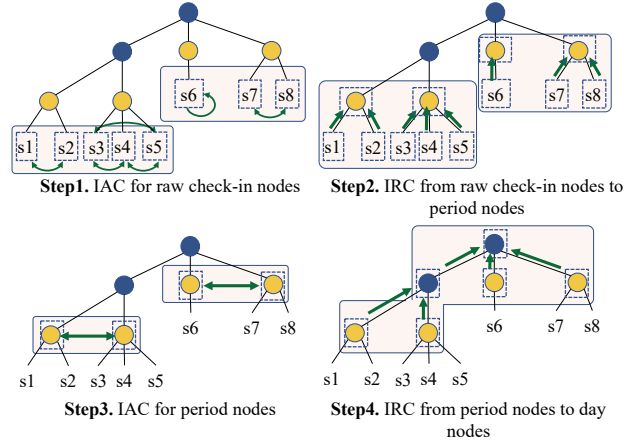 s1 s2 s3 s4 s5 s6 s7 s8
Step1. IAC for raw check-in nodes
s1 s2 s3 s4 s5 s6 s7 s8
Step2. IRC from raw check-in nodes to
period nodes
s6
s7 s8
s1 s2 s3 s4 s5
Step3. IAC for period nodes
s6 s7 s8
s1 s2 s3 s4 s5
Step4. IRC from period nodes to day
nodes